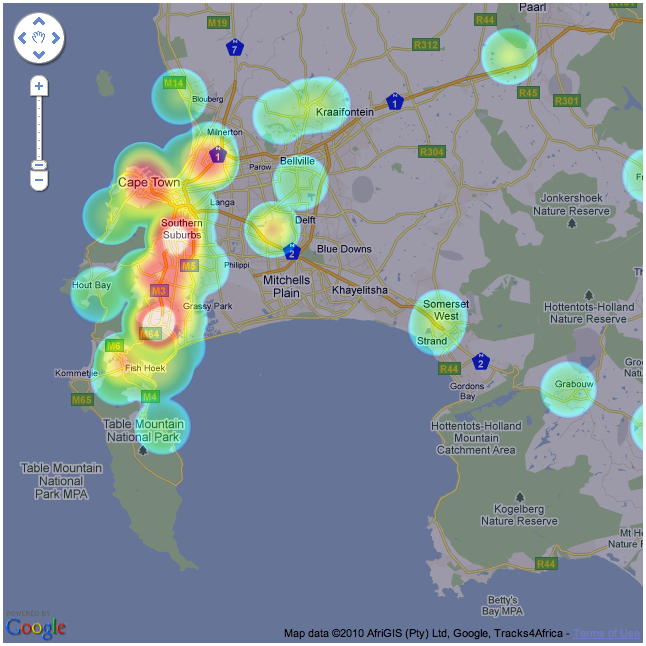 Paarl
R44
M19
7
R312
R45
R301
M14
Blouberg
1
Kraaifontein
Milnerton
1
R304
Parow
Bellville
Cape Town
Langa
Jonkershoek
Nature Reserve
Southern
Suburbs
Delft
2
Blue Downs
M5
Philippi
Mitchells
Plain
Hout Bay
M3
Khayelitsha
Grassy Park
Somerset
West
Hottentots-Holland
Nature Reserve
M64
Strand
M6
Fish Hoek
Kommetjie
R44
2
Gordons
Bay
Grabouw
M65
M4
Table Mountain
National Park
Hottentots-Holland
Mountain
Catchment Area
Table Mountain
National
Park MPA
Kogelberg
Nature Reserve
R44
Betty's
Bay MPA
POWERED BY
Google
Map data ©2010 AfriGIS (Pty) Ltd, Google, Tracks4Africa - Terms of Use